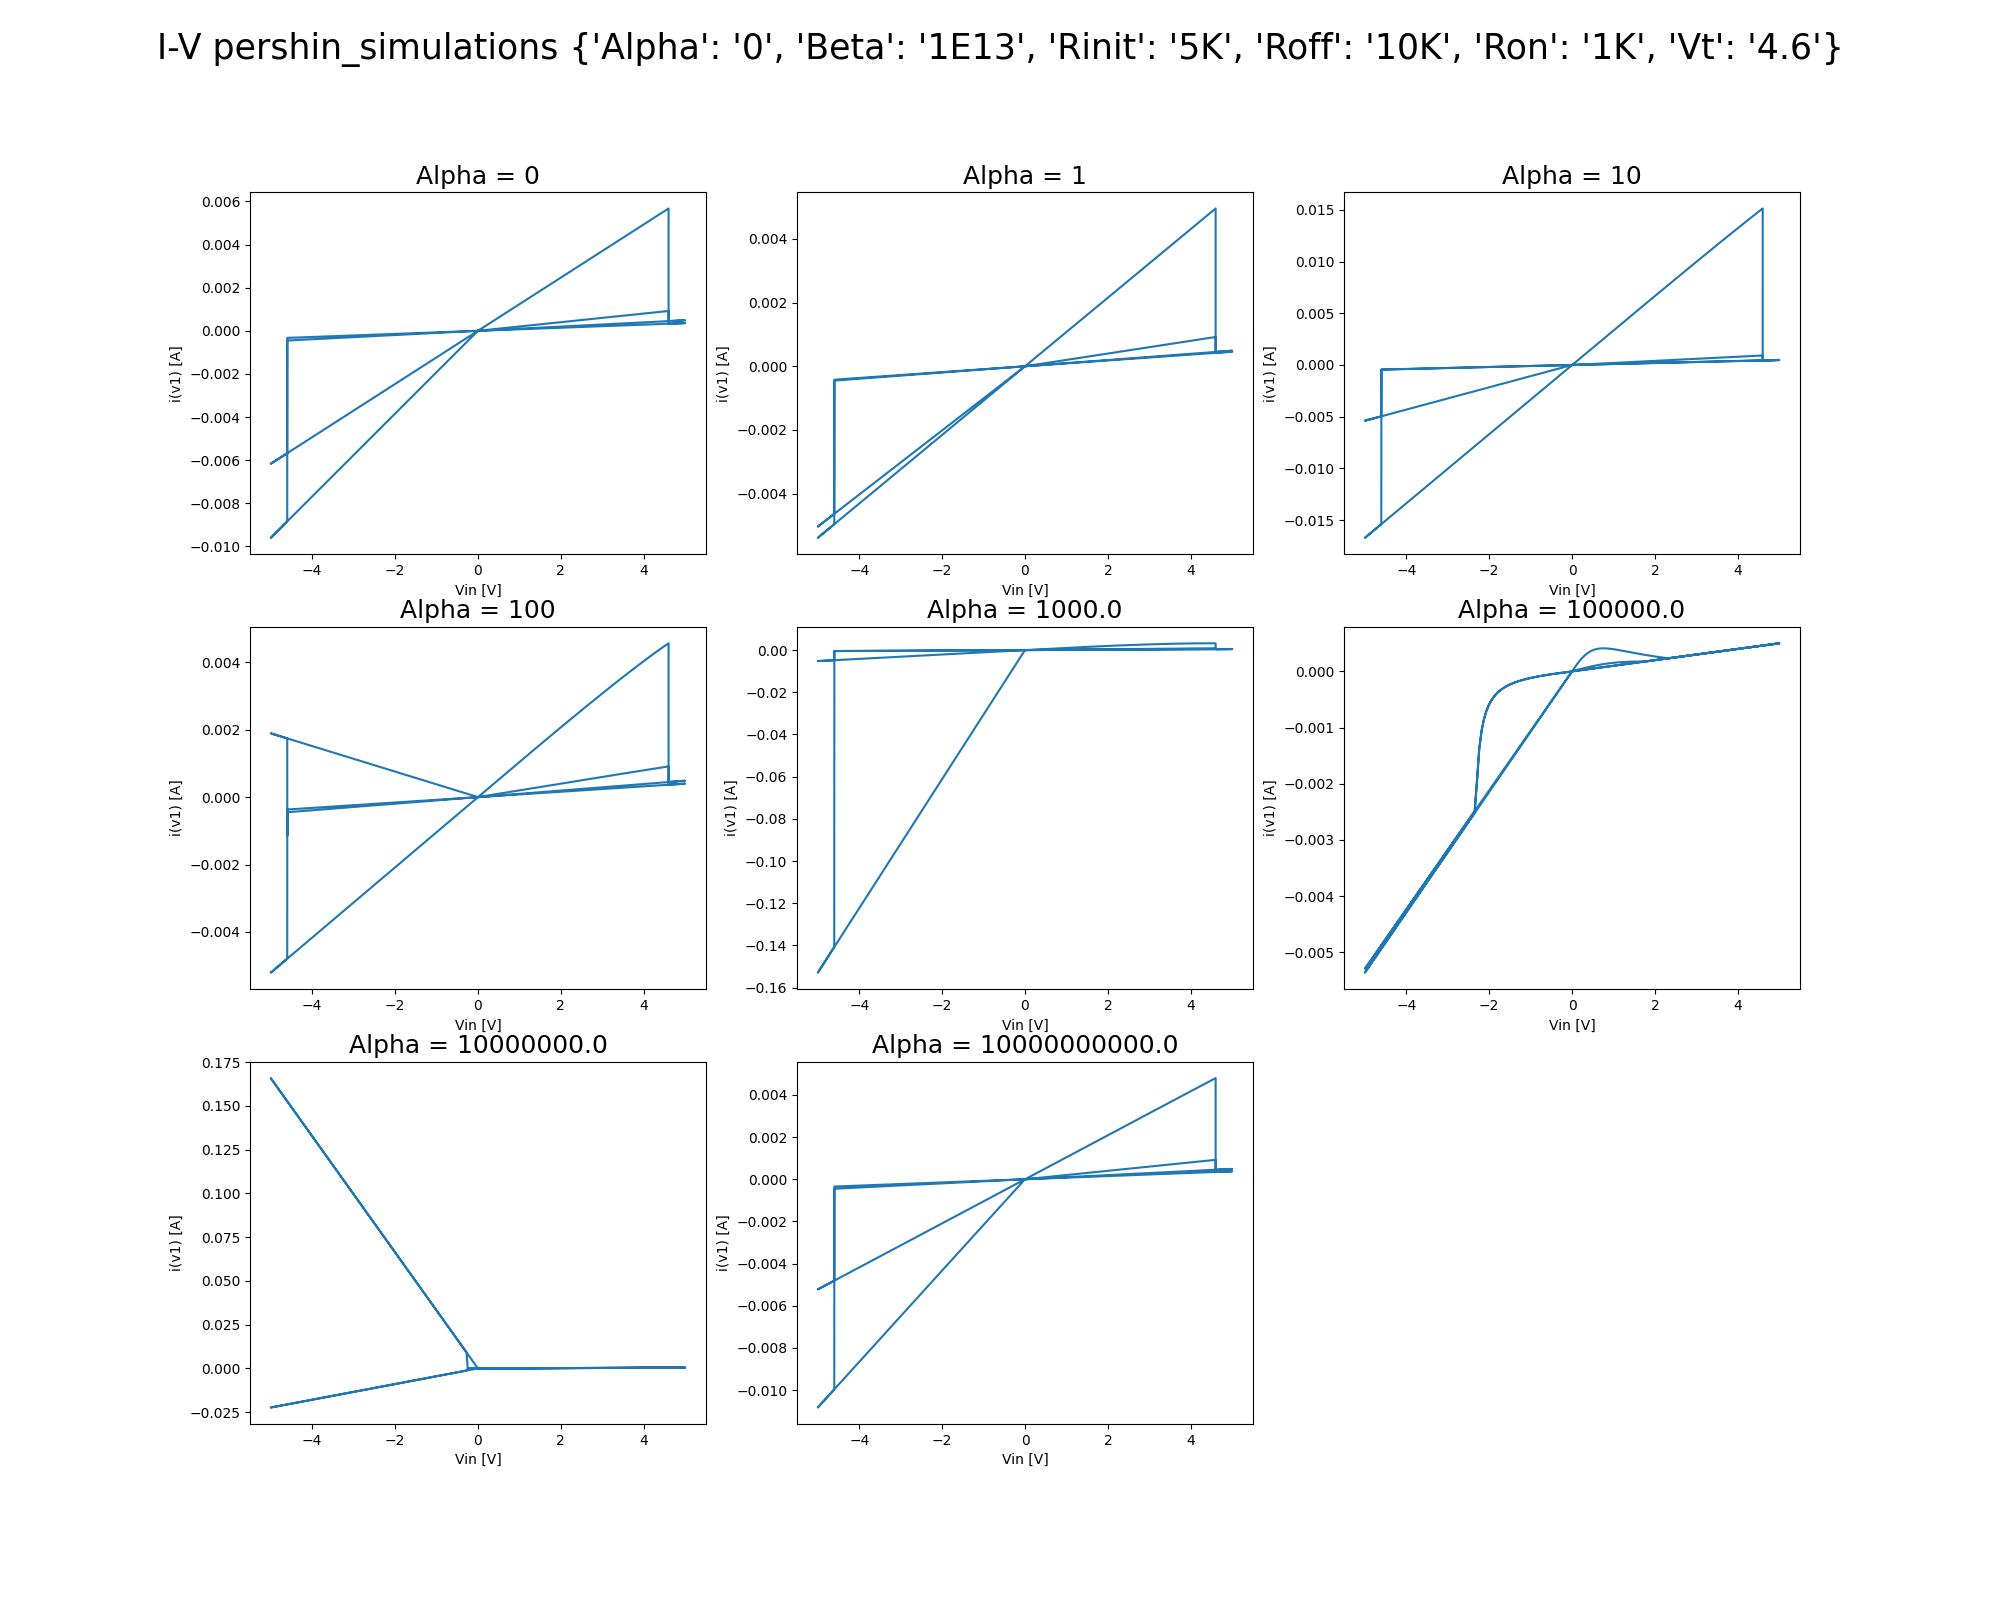 I-V pershin_simulations {'Alpha': '0', 'Beta': '1E13', 'Rinit': '5K', 'Roff': '10K', 'Ron': '1K', 'Vt': '4.6'}
Alpha = 0
0.006
0.004
0.002
0.000
−0.002
−0.004
−0.006
−0.008
−0.010
i(v1) [A]
−4 −2 0 2 4
Vin [V]
Alpha = 1
0.004
0.002
0.000
−0.002
−0.004
i(v1) [A]
−4 −2 0 2 4
Vin [V]
Alpha = 10
0.015
0.010
0.005
0.000
−0.005
−0.010
−0.015
i(v1) [A]
−4 −2 0 2 4
Vin [V]
Alpha = 100
0.004
0.002
0.000
−0.002
−0.004
i(v1) [A]
−4 −2 0 2 4
Vin [V]
Alpha = 1000.0
0.00
−0.02
−0.04
−0.06
−0.08
−0.10
−0.12
−0.14
−0.16
i(v1) [A]
−4 −2 0 2 4
Vin [V]
Alpha = 100000.0
0.000
−0.001
−0.002
−0.003
−0.004
−0.005
i(v1) [A]
−4 −2 0 2 4
Vin [V]
Alpha = 10000000.0
0.175
0.150
0.125
0.100
0.075
0.050
0.025
0.000
−0.025
i(v1) [A]
−4 −2 0 2 4
Vin [V]
Alpha = 10000000000.0
0.004
0.002
0.000
−0.002
−0.004
−0.006
−0.008
−0.010
i(v1) [A]
−4 −2 0 2 4
Vin [V]